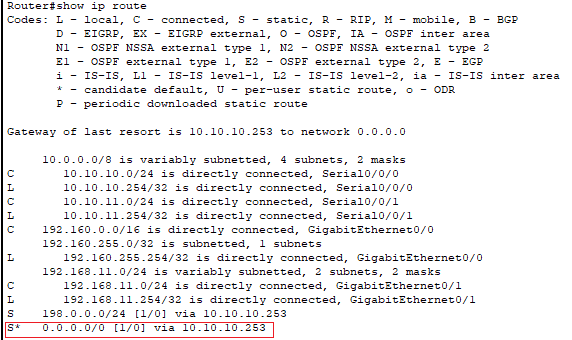 Router#show ip route
Codes: L - local, C - connected, S - static, R - RIP, M - mobile, B - BGP
       D - EIGRP, EX - EIGRP external, O - OSPF, IA - OSPF inter area
       N1 - OSPF NSSA external type 1, N2 - OSPF NSSA external type 2
       E1 - OSPF external type 1, E2 - OSPF external type 2, E - EGP
       i - IS-IS, L1 - IS-IS level-1, L2 - IS-IS level-2, ia - IS-IS inter area
       * - candidate default, U - per-user static route, o - ODR
       P - periodic downloaded static route
Gateway of last resort is 10.10.10.253 to network 0.0.0.0
     10.0.0.0/8 is variably subnetted, 4 subnets, 2 masks
C       10.10.10.0/24 is directly connected, Serial0/0/0
L       10.10.10.254/32 is directly connected, Serial0/0/0
C       10.10.11.0/24 is directly connected, Serial0/0/1
L       10.10.11.254/32 is directly connected, Serial0/0/1
C    192.160.0.0/16 is directly connected, GigabitEthernet0/0
     192.160.255.0/32 is subnetted, 1 subnets
L       192.160.255.254/32 is directly connected, GigabitEthernet0/0
     192.168.11.0/24 is variably subnetted, 2 subnets, 2 masks
C       192.168.11.0/24 is directly connected, GigabitEthernet0/1
L       192.168.11.254/32 is directly connected, GigabitEthernet0/1
S    198.0.0.0/24 [1/0] via 10.10.10.253
S*   0.0.0.0/0 [1/0] via 10.10.10.253